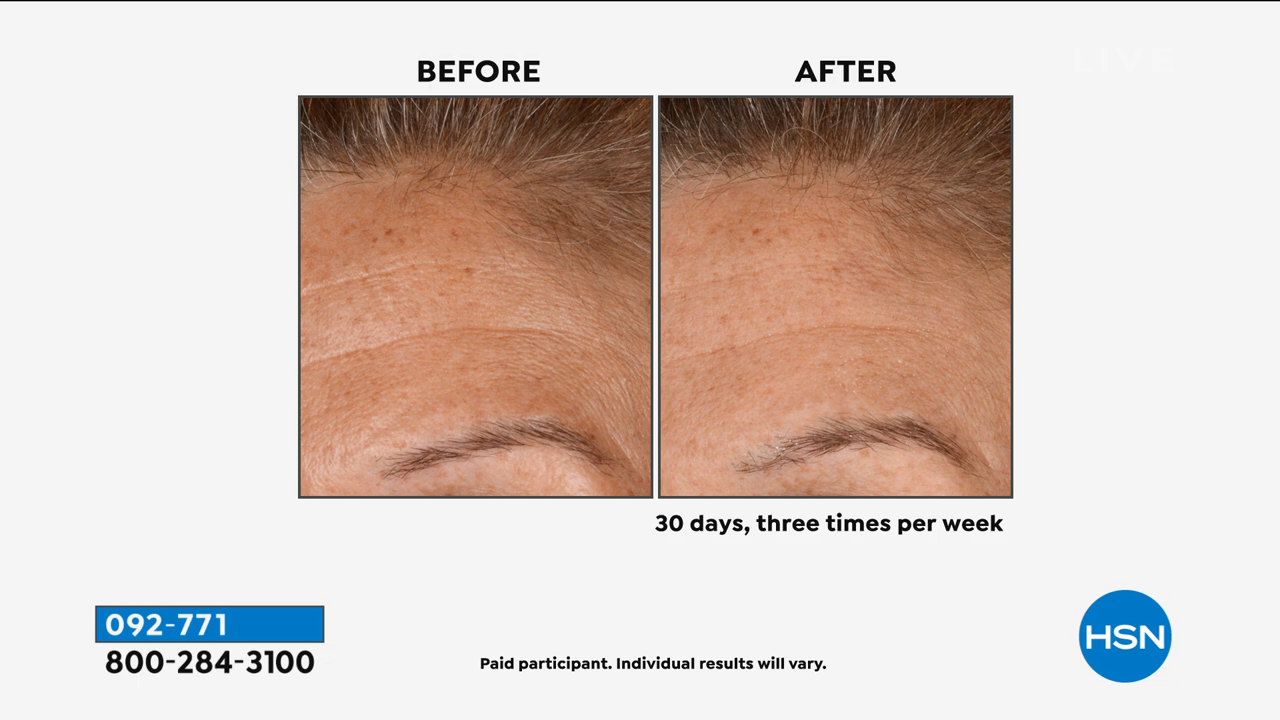 LIVE
BEFORE
AFTER
30 days, three times per week
092-771
800-284-3100
Paid participant. Individual results will vary.
HSN